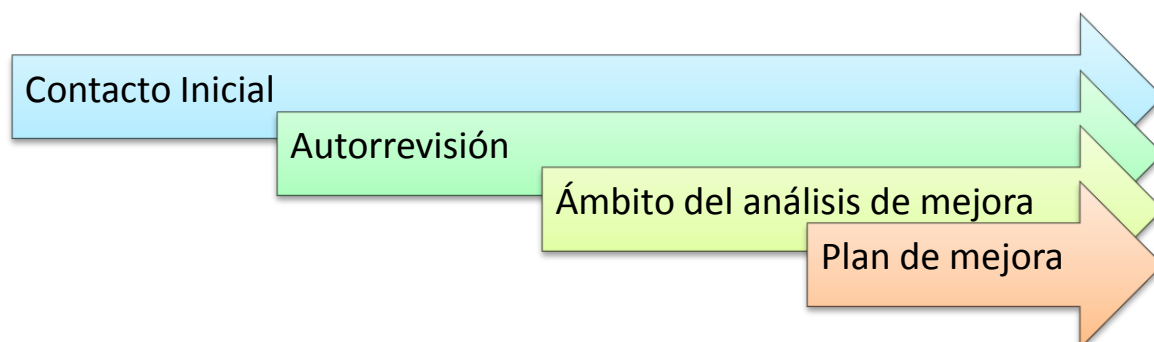 Contacto Inicial
Autorrevisión
Ámbito del análisis de mejora
Plan de mejora